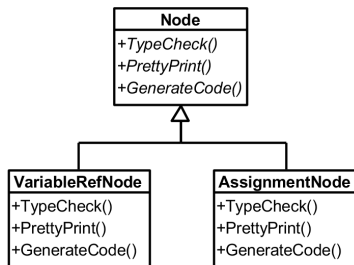 Node
+TypeCheck()
+PrettyPrint()
+GenerateCode()
VariableRefNode
+TypeCheck()
+PrettyPrint()
+GenerateCode()
AssignmentNode
+TypeCheck()
+PrettyPrint()
+GenerateCode()